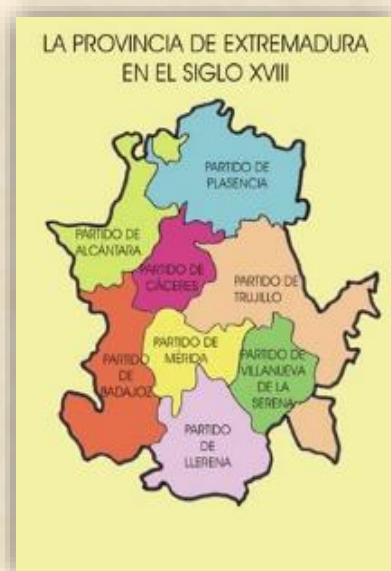 LA PROVINCIA DE EXTREMADURA
EN EL SIGLO XVIII
PARTIDO DE
PLASENCIA
PARTIDO DE
ALCÁNTARA
PARTIDO DE
CÁCERES
PARTIDO DE
TRUJILLO
PARTIDO
DE
BADAJOZ
PARTIDO DE
MÉRIDA
PARTIDO DE
VILLANUEVA
DE LA
SERENA
PARTIDO
DE
LLERENA